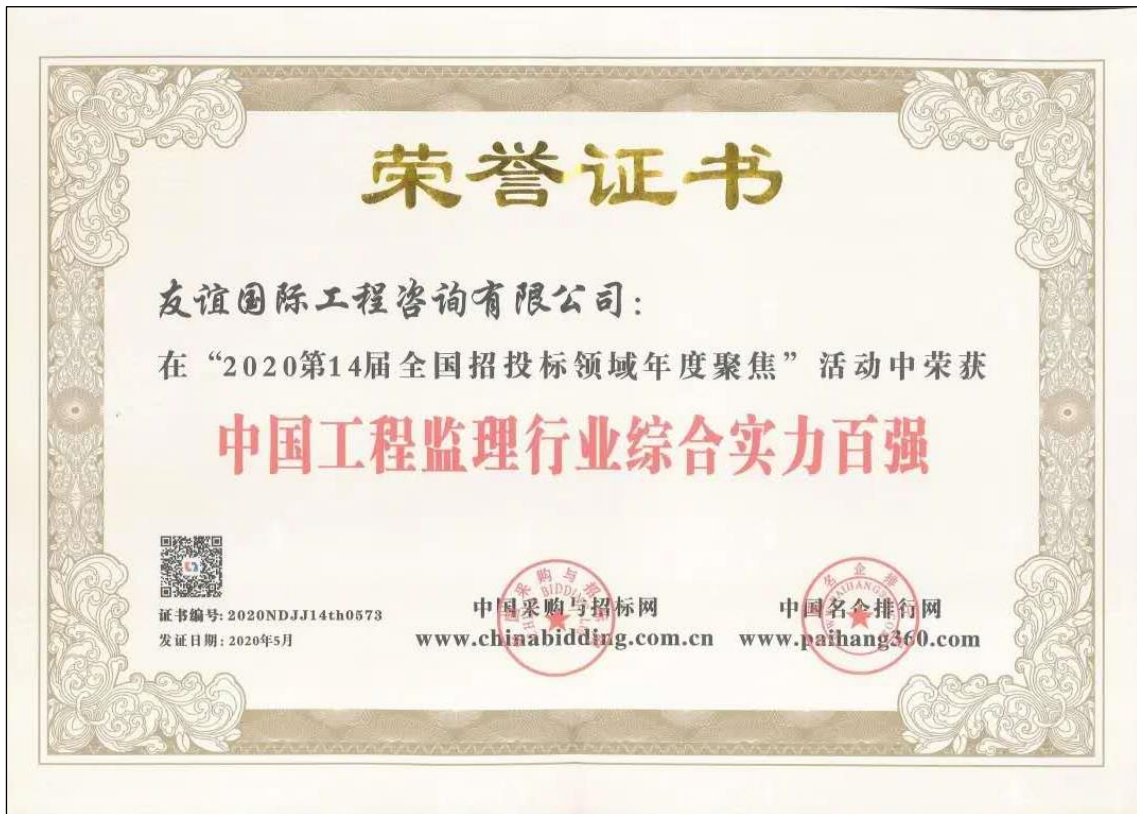 荣誉证书
友谊国际工程咨询有限公司：
在“2020第14届全国招投标领域年度聚焦”活动中荣获
中国工程监理行业综合实力百强
证书编号: 2020NDJJ14th0573
发证日期: 2020年5月
中国采购与招标网
www.chinabidding.com.cn
中国名企排行网
www.paihang360.com